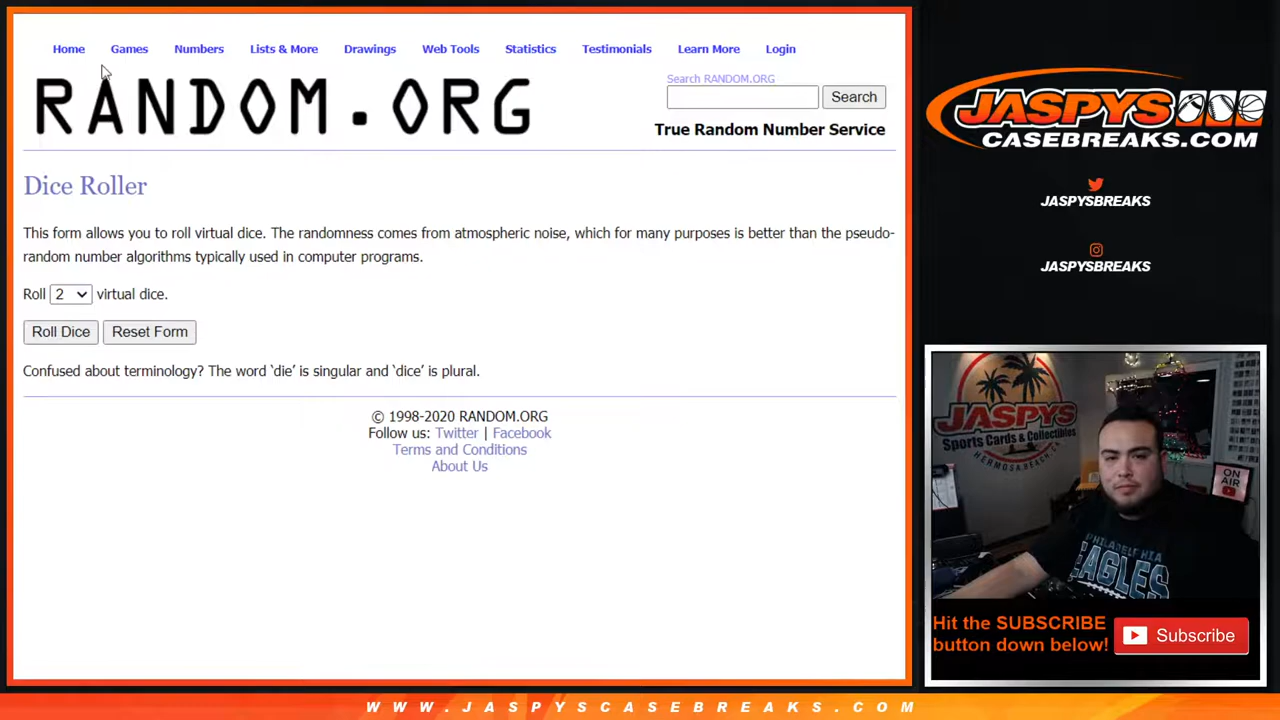 Home Games Numbers Lists & More Drawings Web Tools Statistics Testimonials Learn More Login
RANDOM.ORG
Search RANDOM.ORG
Search
True Random Number Service
Dice Roller
This form allows you to roll virtual dice. The randomness comes from atmospheric noise, which for many purposes is better than the pseudo-
random number algorithms typically used in computer programs.
Roll 2 virtual dice.
Roll Dice Reset Form
Confused about terminology? The word ‘die’ is singular and ‘dice’ is plural.
© 1998-2020 RANDOM.ORG
Follow us: Twitter | Facebook
Terms and Conditions
About Us
JASPYS
CASEBREAKS.COM
JASPYSBREAKS
JASPYSBREAKS
JASPYS
Sports Cards & Collectibles
HERMOSA BEACH, CA
ON AIR
PHILADELPHIA
EAGLES
Hit the SUBSCRIBE
button down below!
Subscribe
WWW.JASPYSCASEBREAKS.COM